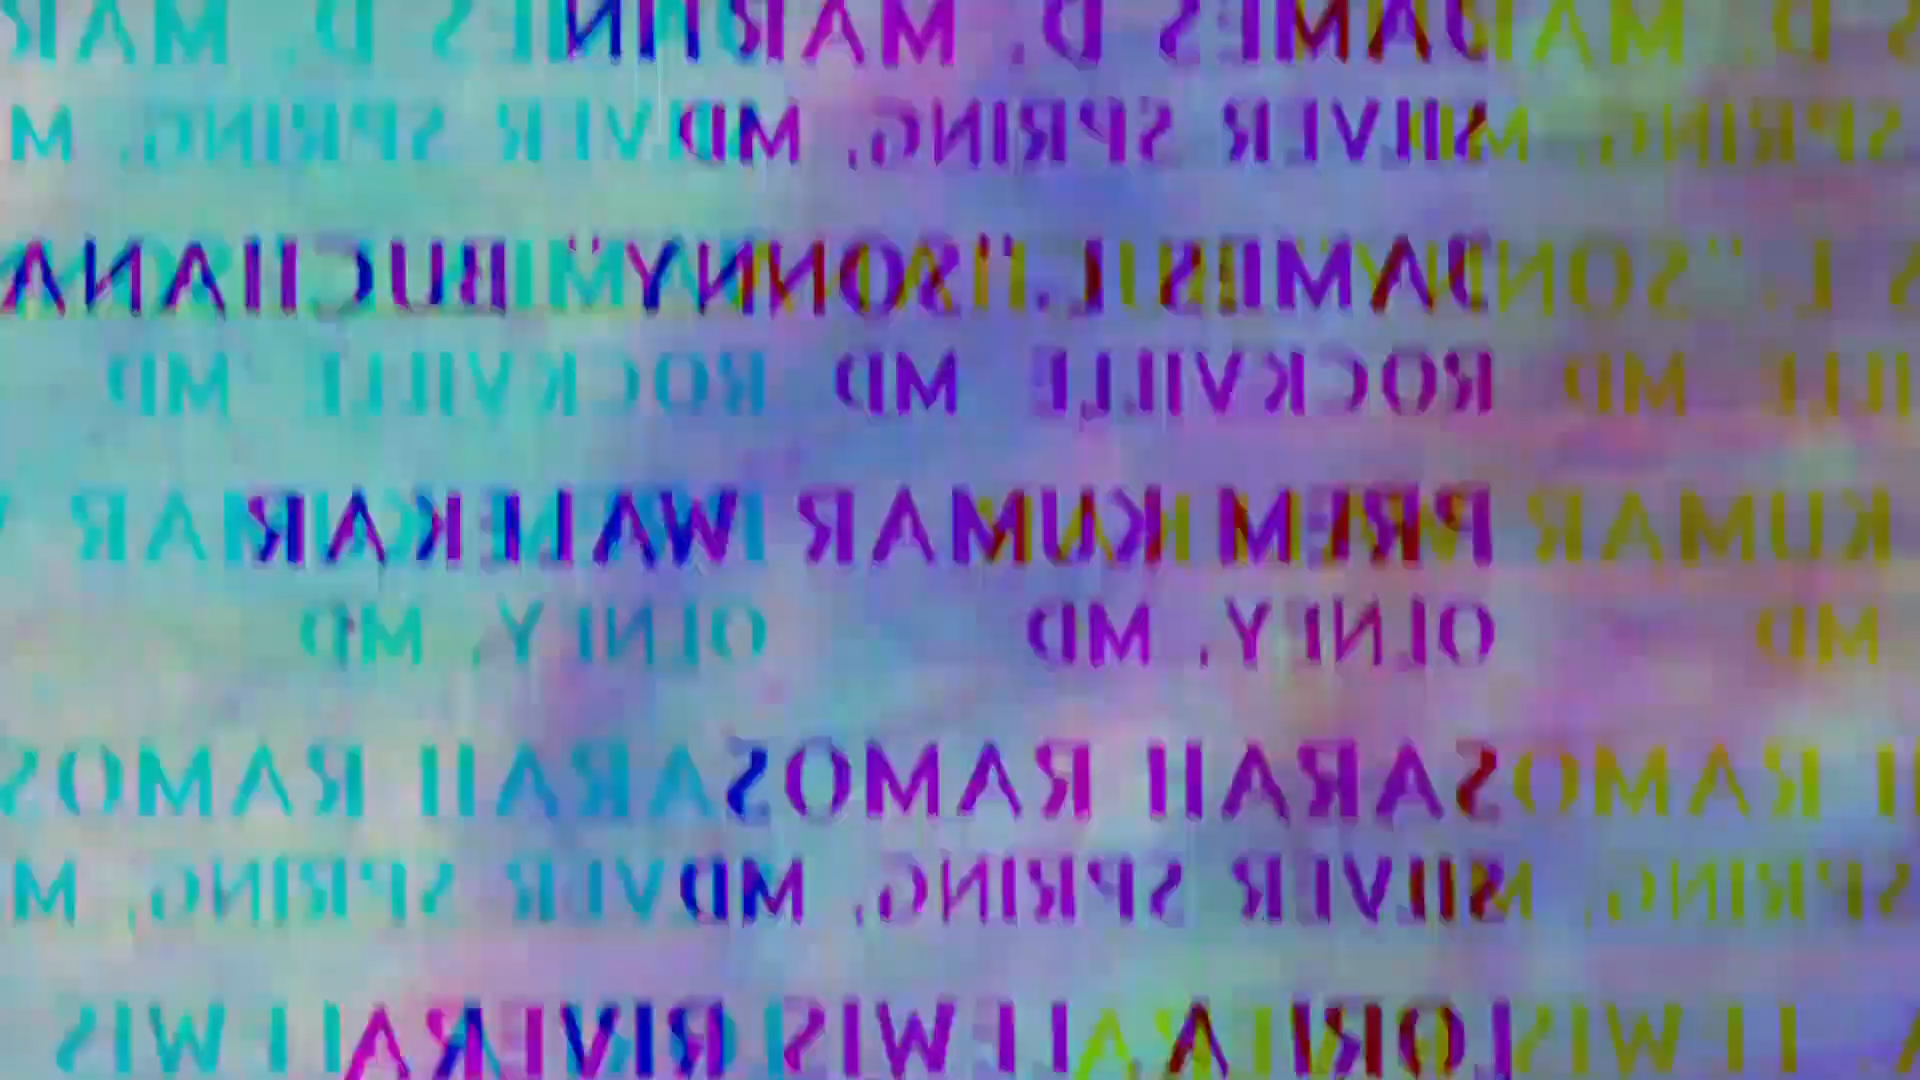 JAMES D. MARTIN
SILVER SPRING, MD
JAMES L. "SONNY" BUCHANAN
ROCKVILLE MD
PREM KUMAR WALEKAR
OLNEY, MD
SARAH RAMOS
SILVER SPRING, MD
LORI A. LEWIS RIVERA